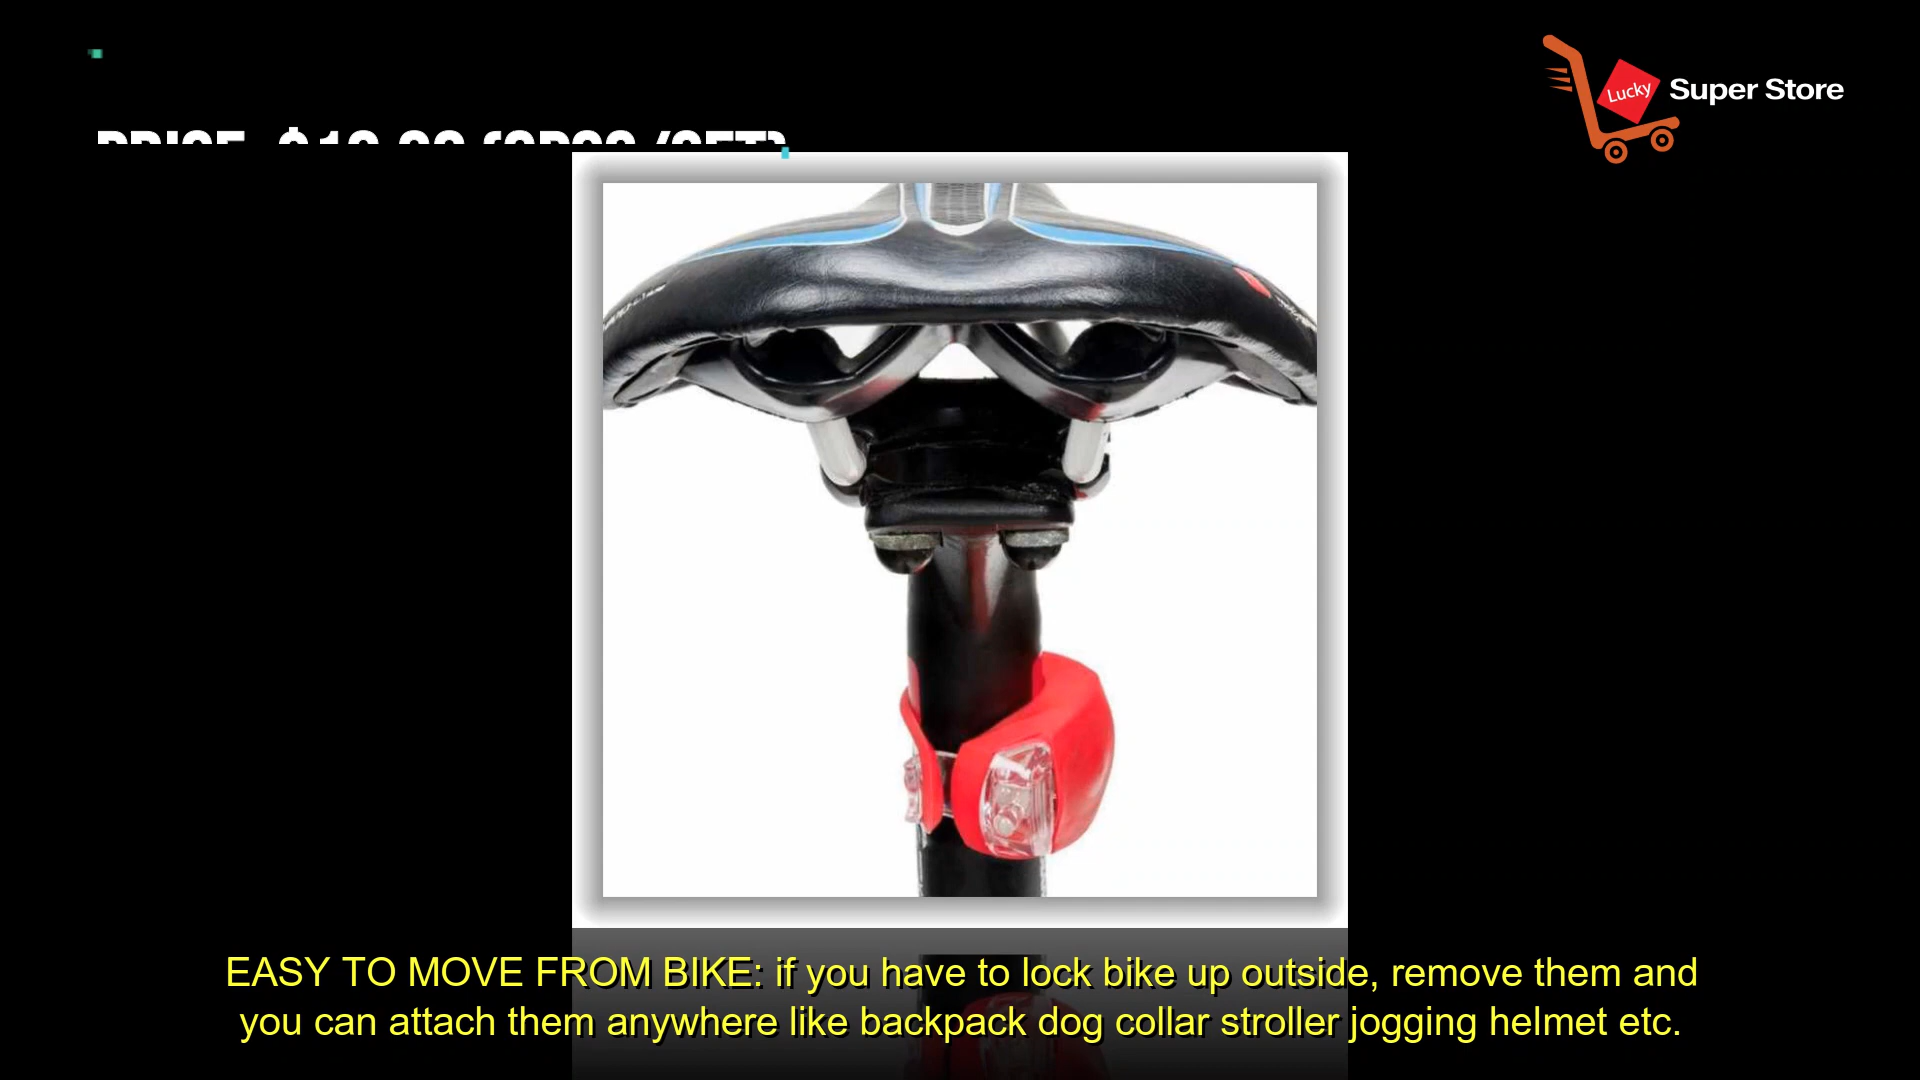 Lucky
Super Store
EASY TO MOVE FROM BIKE: if you have to lock bike up outside, remove them and
you can attach them anywhere like backpack dog collar stroller jogging helmet etc.